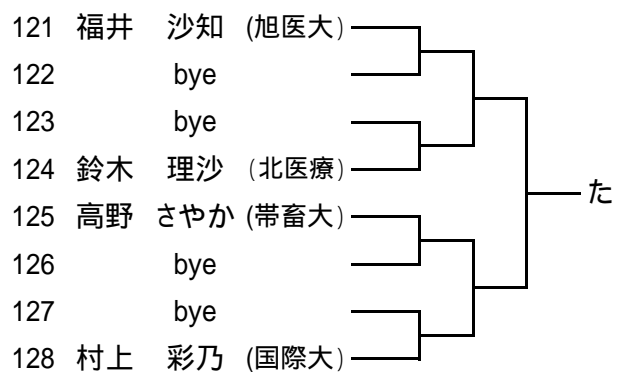 121 福井 沙知 (旭医大)
122 bye
123 bye
124 鈴木 理沙 (北医療)
た
125 高野 さやか (帯畜大)
126 bye
127 bye
128 村上 彩乃 (国際大)